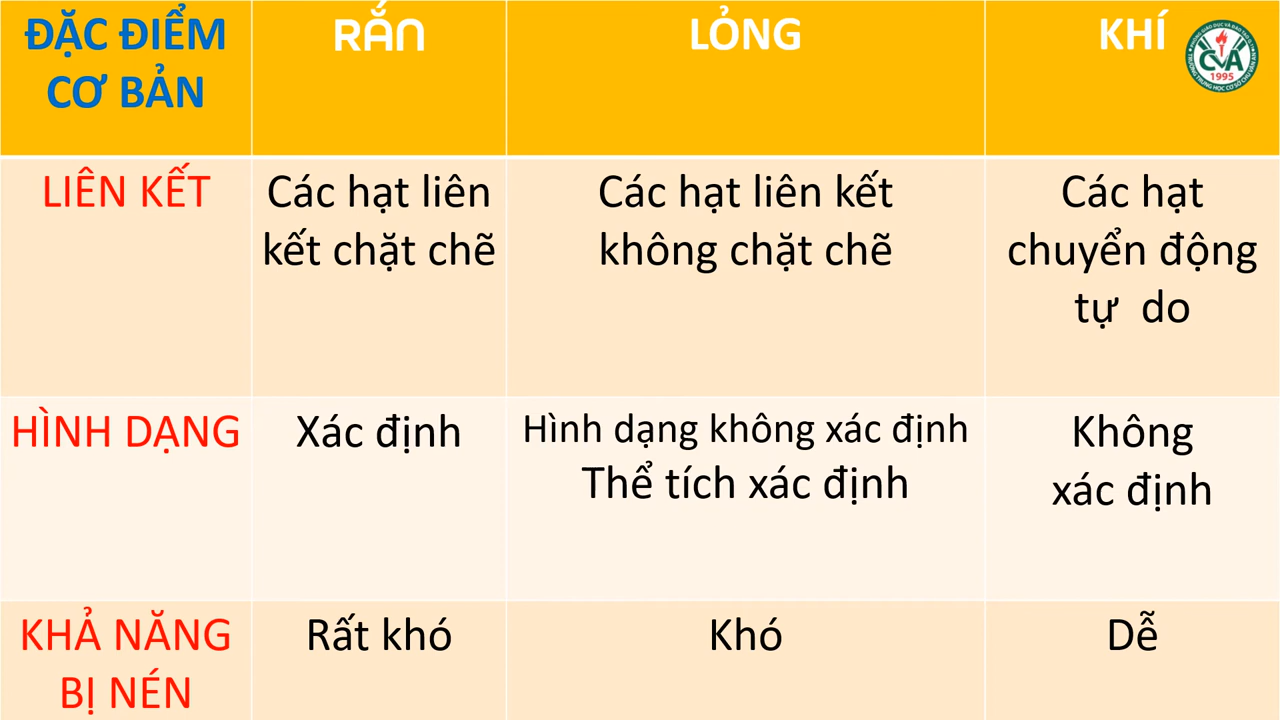 ĐẶC ĐIỂM
CƠ BẢN
RẮN
LỎNG
KHÍ
CVA
1995
LIÊN KẾT
Các hạt liên
kết chặt chẽ
Các hạt liên kết
không chặt chẽ
Các hạt
chuyển động
tự do
HÌNH DẠNG
Xác định
Hình dạng không xác định
Thể tích xác định
Không
xác định
KHẢ NĂNG
BỊ NÉN
Rất khó
Khó
Dễ